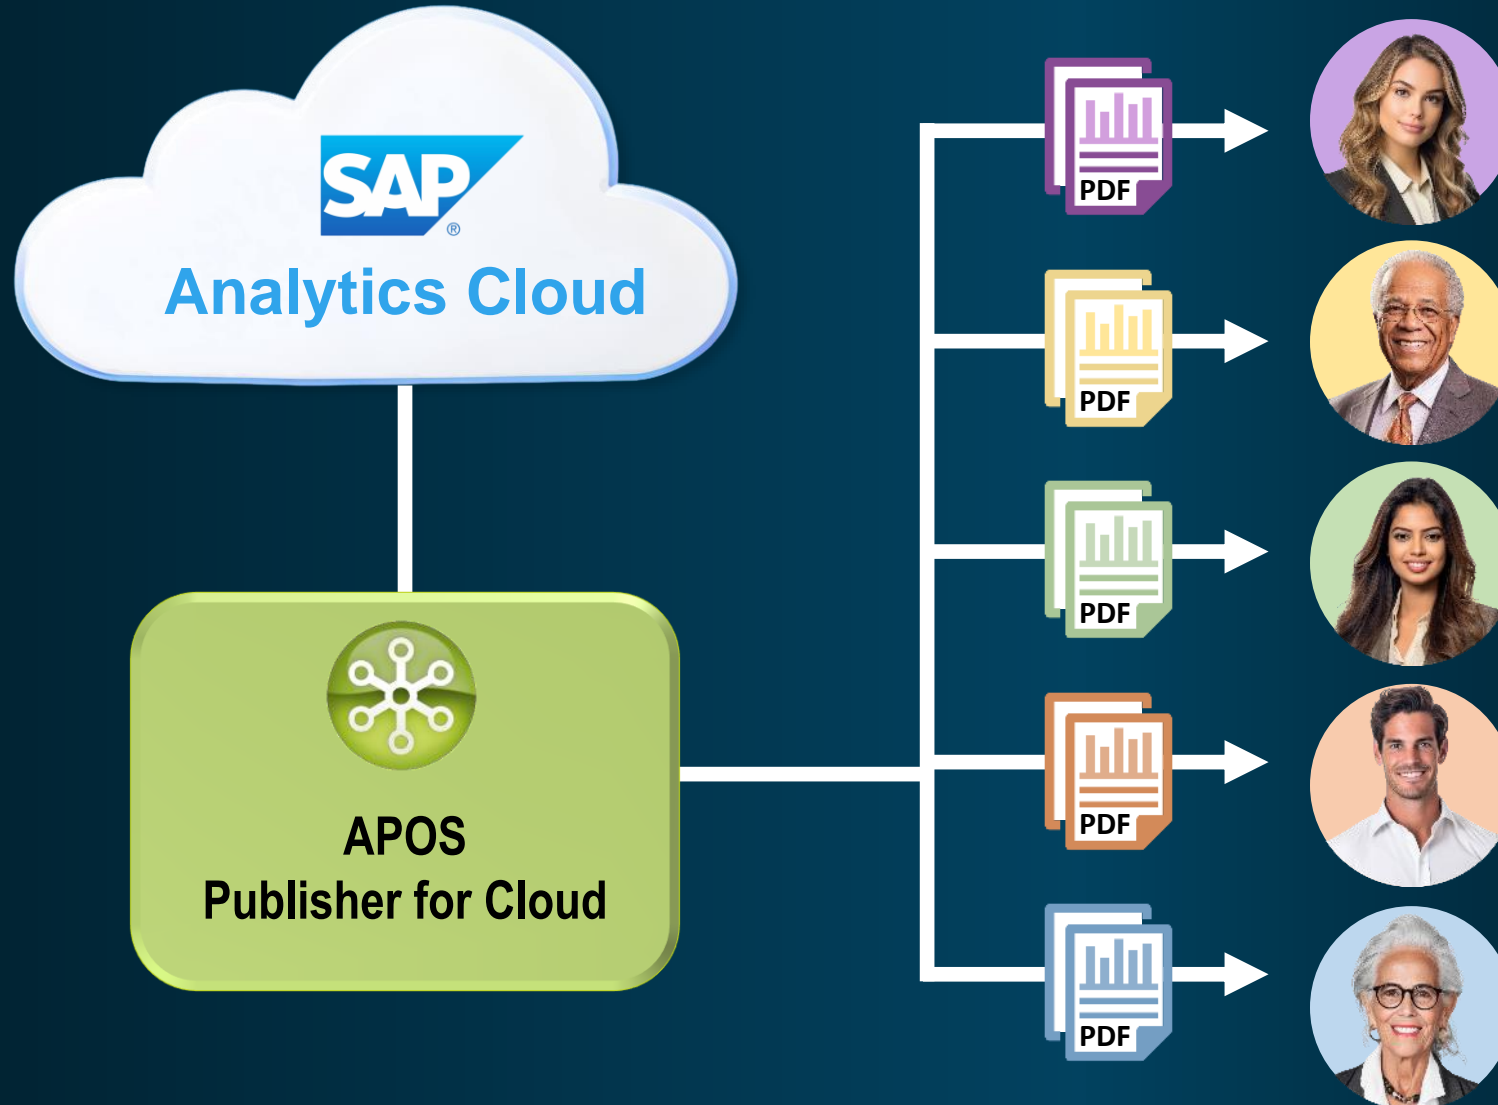 SAP
®
Analytics Cloud
APOS
Publisher for Cloud
PDF
PDF
PDF
PDF
PDF